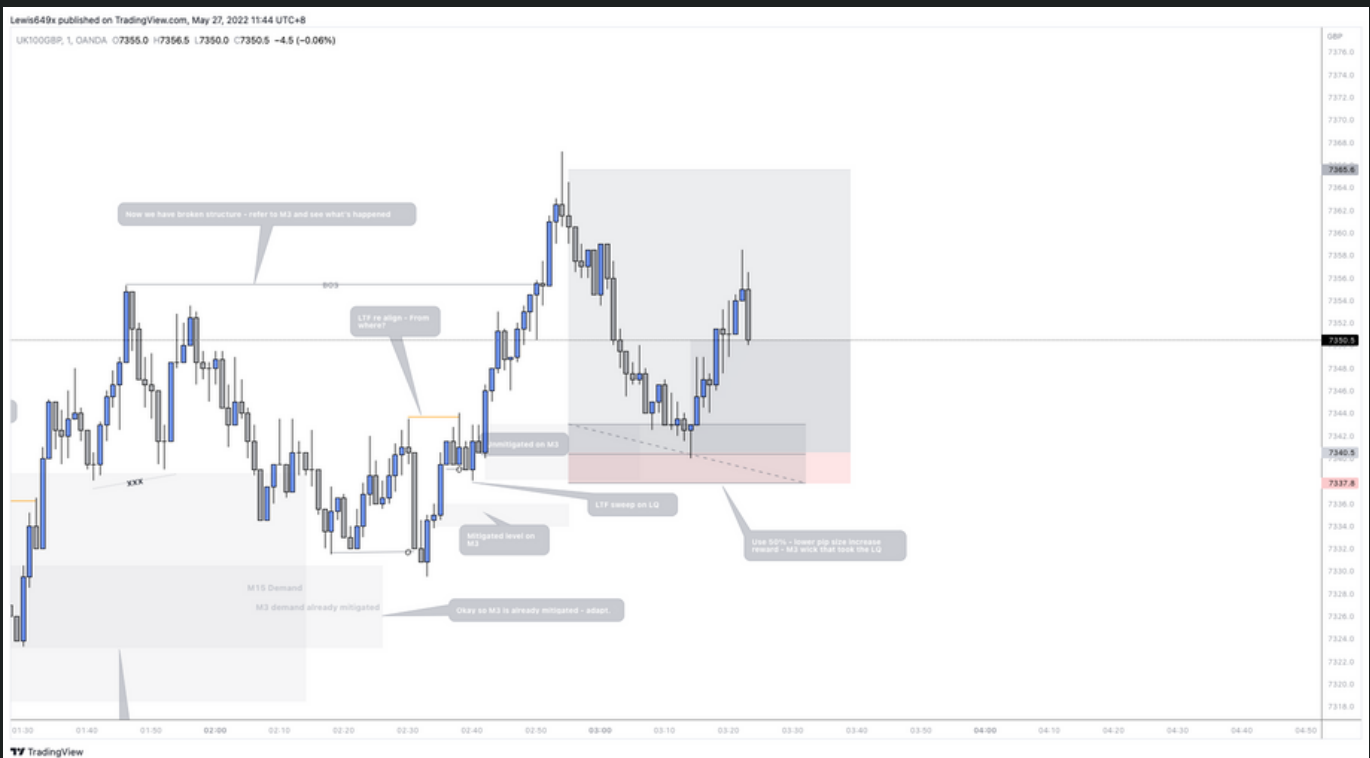 Lewis649x published on TradingView.com, May 27, 2022 11:44 UTC+8
UK100GBP, 1, OANDA O7355.0 H7356.5 L7350.0 C7350.5 −4.5 (−0.06%)
GBP
7376.0
7374.0
7372.0
7370.0
7368.0
7365.6
7364.0
7362.0
7360.0
7358.0
7356.0
7354.0
7352.0
7350.5
7348.0
7346.0
7344.0
7342.0
7340.5
7337.8
7336.0
7334.0
7332.0
7330.0
7328.0
7326.0
7324.0
7322.0
7320.0
7318.0
Now we have broken structure - refer to M3 and see what's happened
BOS
LTF re align - From
where?
Unmitigated on M3
XXX
LTF sweep on LQ
Mitigated level on
M3
Use 50% - lower pip size increase
reward - M3 wick that took the LQ
M15 Demand
M3 demand already mitigated
Okay so M3 is already mitigated - adapt.
01:30 01:40 01:50 02:00 02:10 02:20 02:30 02:40 02:50 03:00 03:10 03:20 03:30 03:40 03:50 04:00 04:10 04:20 04:30 04:40 04:50
TradingView